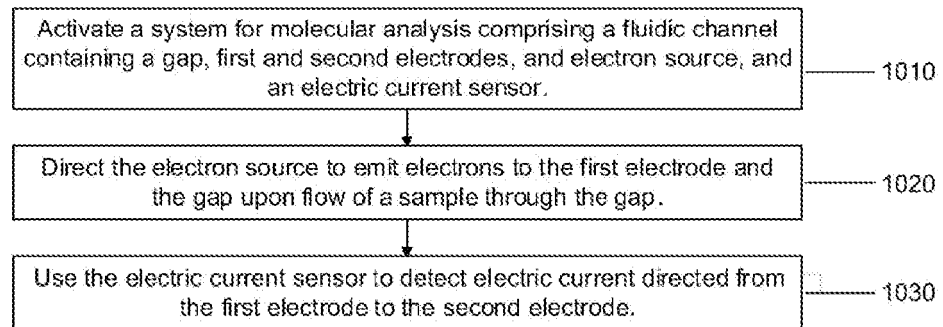 Activate a system for molecular analysis comprising a fluidic channel
containing a gap, first and second electrodes, and electron source, and
an electric current sensor.
1010
Direct the electron source to emit electrons to the first electrode and
the gap upon flow of a sample through the gap.
1020
Use the electric current sensor to detect electric current directed from
the first electrode to the second electrode.
1030